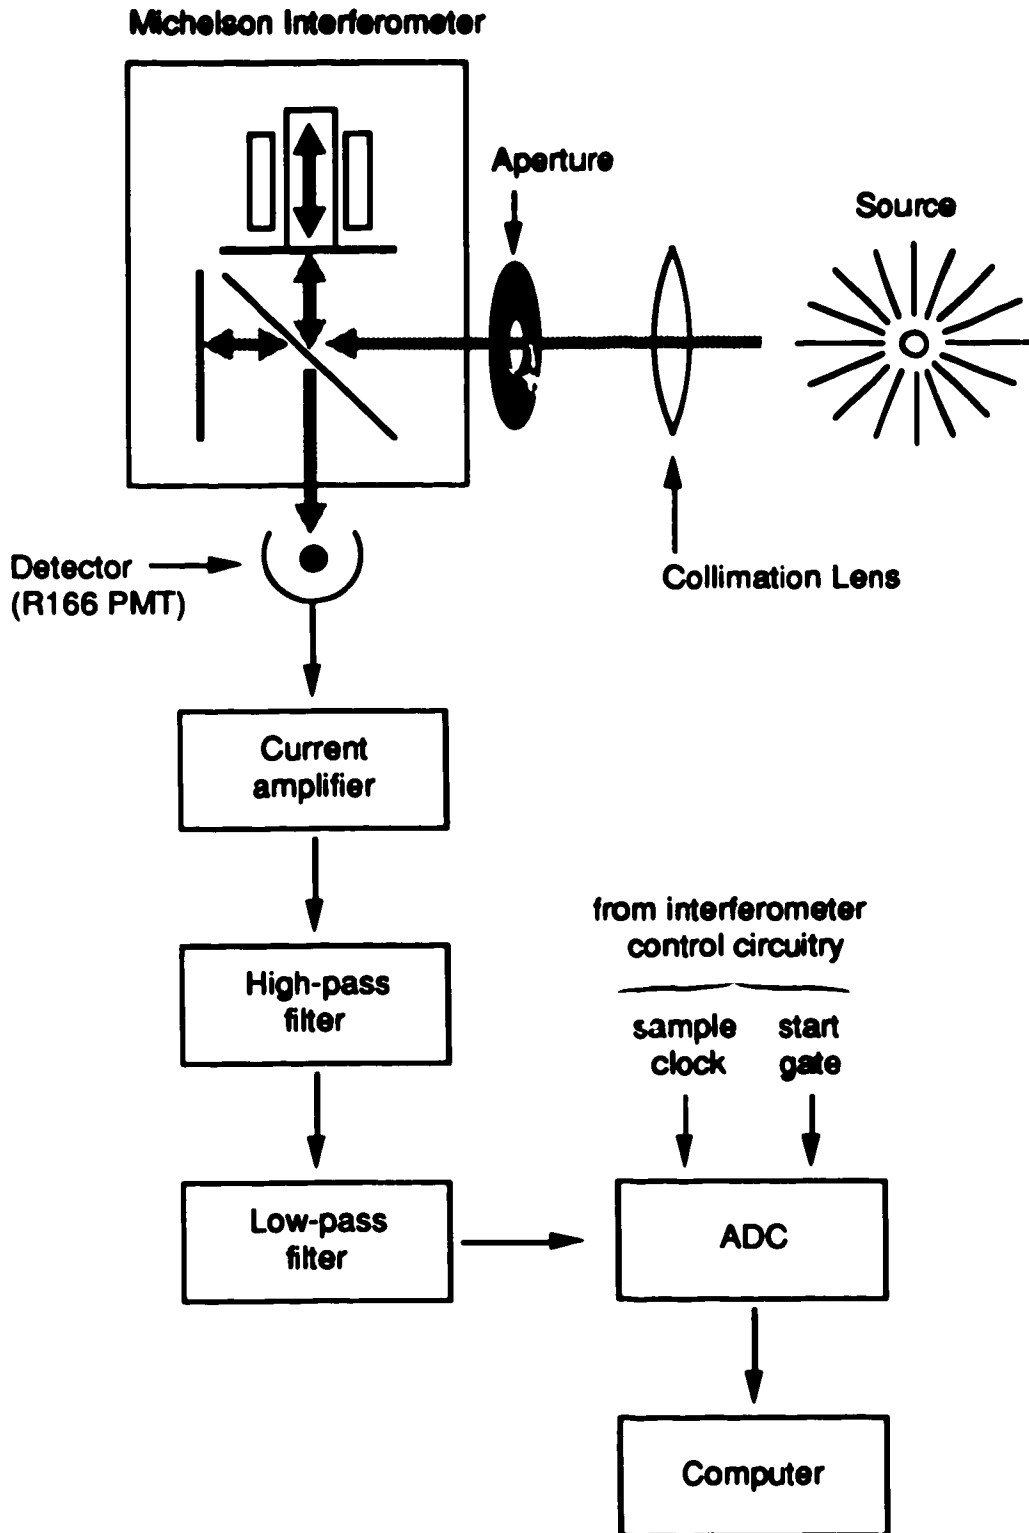 Michelson Interferometer
Aperture
Source
Detector
(R166 PMT)
Collimation Lens
Current
amplifier
from interferometer
control circuitry
High-pass
filter
sample
clock
start
gate
Low-pass
filter
ADC
Computer